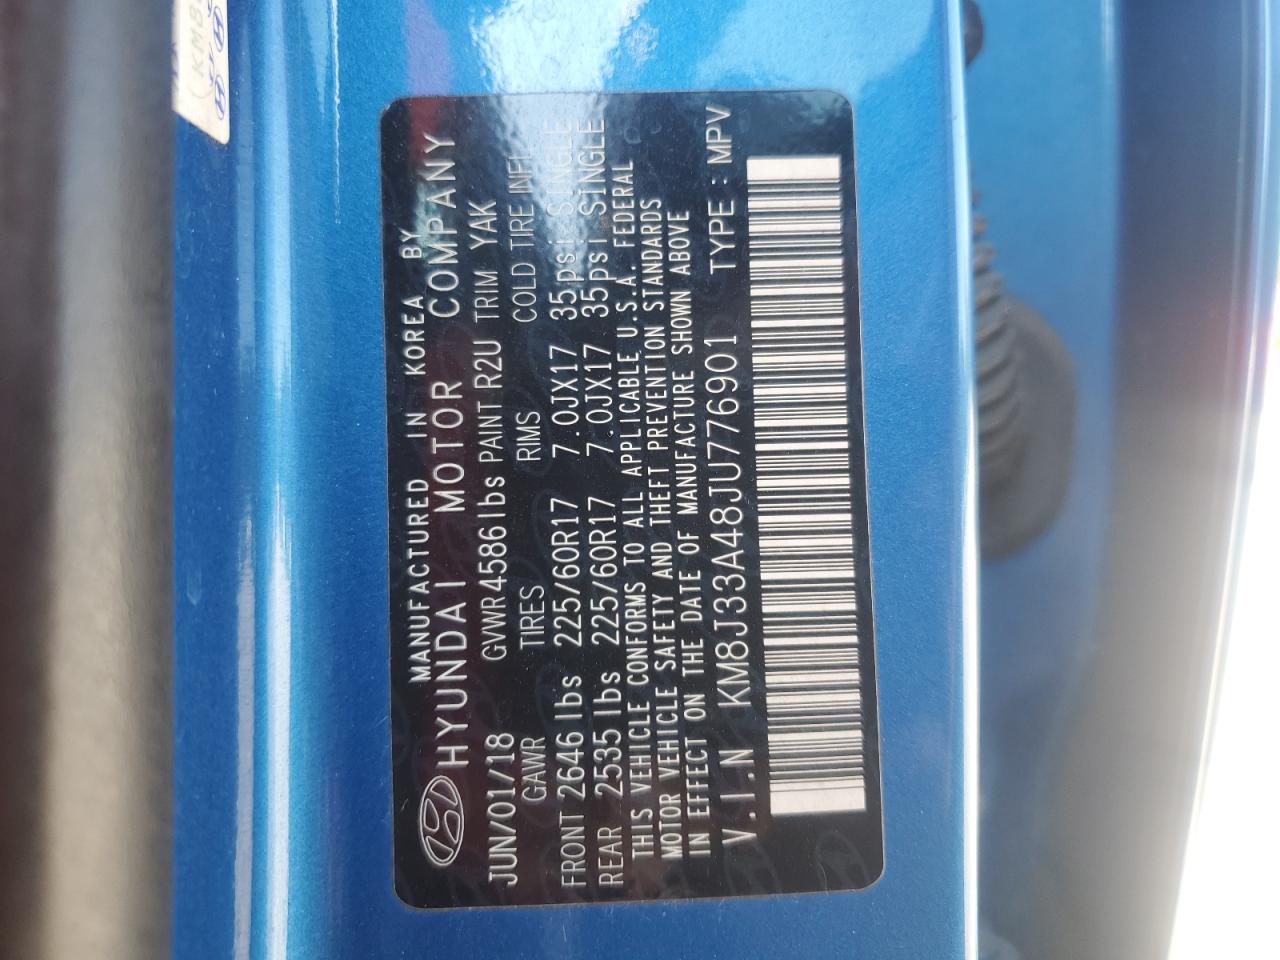 MANUFACTURED IN KOREA BY
HYUNDAI MOTOR COMPANY
JUN/01/18 GVWR 4586lbs PAINT R2U TRIM YAK
GAWR TIRES RIMS COLD TIRE INFL
FRONT 2646 lbs 225/60R17 7.0JX17 35psi SINGLE
REAR 2535 lbs 225/60R17 7.0JX17 35psi SINGLE
THIS VEHICLE CONFORMS TO ALL APPLICABLE U.S.A. FEDERAL
MOTOR VEHICLE SAFETY AND THEFT PREVENTION STANDARDS
IN EFFECT ON THE DATE OF MANUFACTURE SHOWN ABOVE
V.I.N KM8J33A48JU776901 TYPE : MPV